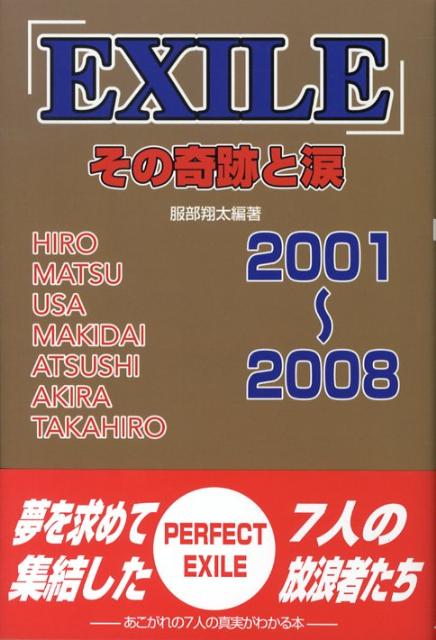 「EXILE」
その奇跡と涙
服部翔太編著
HIRO
MATSU
USA
MAKIDAI
ATSUSHI
AKIRA
TAKAHIRO
2001
〜
2008
夢を求めて
集結した
PERFECT
EXILE
7人の
放浪者たち
あこがれの7人の真実がわかる本